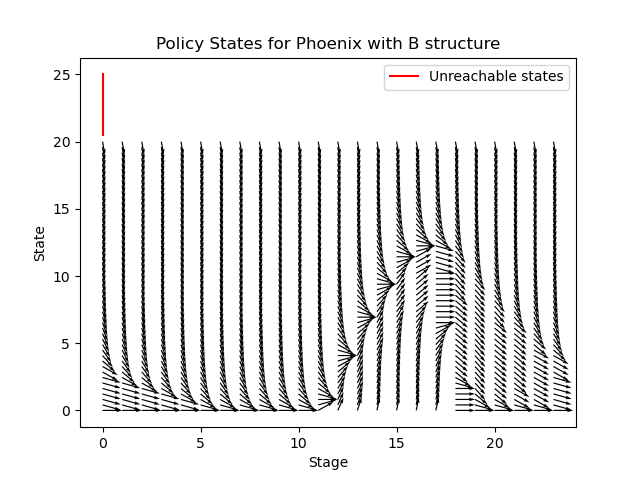 Policy States for Phoenix with B structure
Unreachable states
25
20
15
10
5
0
State
0 5 10 15 20
Stage